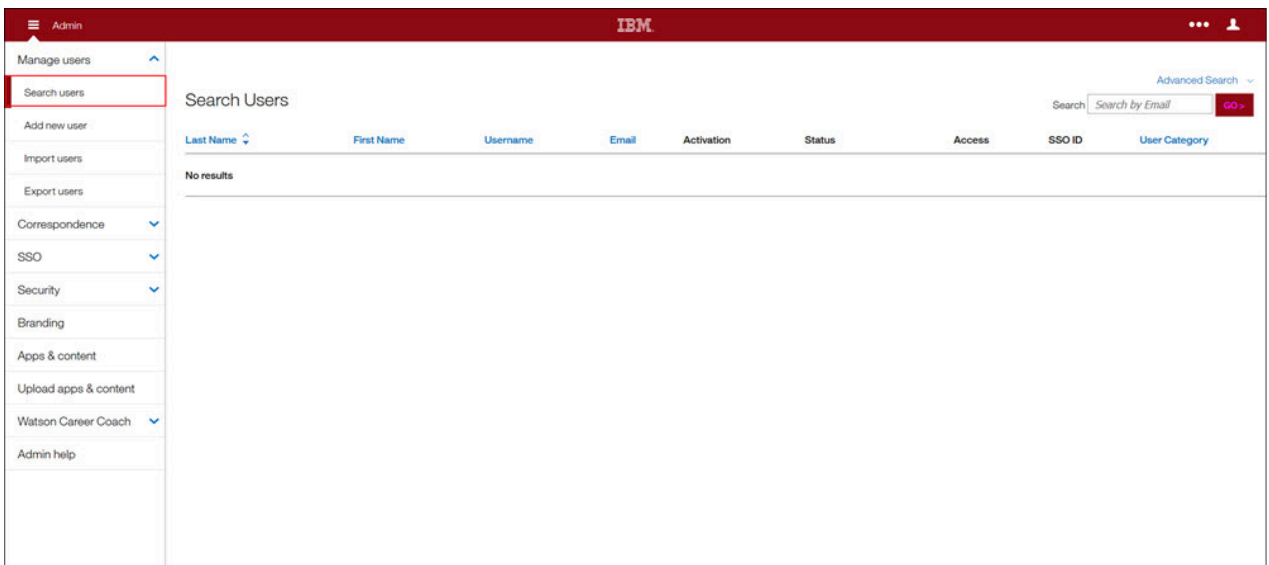 Admin
IBM.
Manage users
Search users
Add new user
Import users
Export users
Correspondence
SSO
Security
Branding
Apps & content
Upload apps & content
Watson Career Coach
Admin help
Advanced Search
Search Users
Search Search by Email GO >
Last Name First Name Username Email Activation Status Access SSO ID User Category
No results